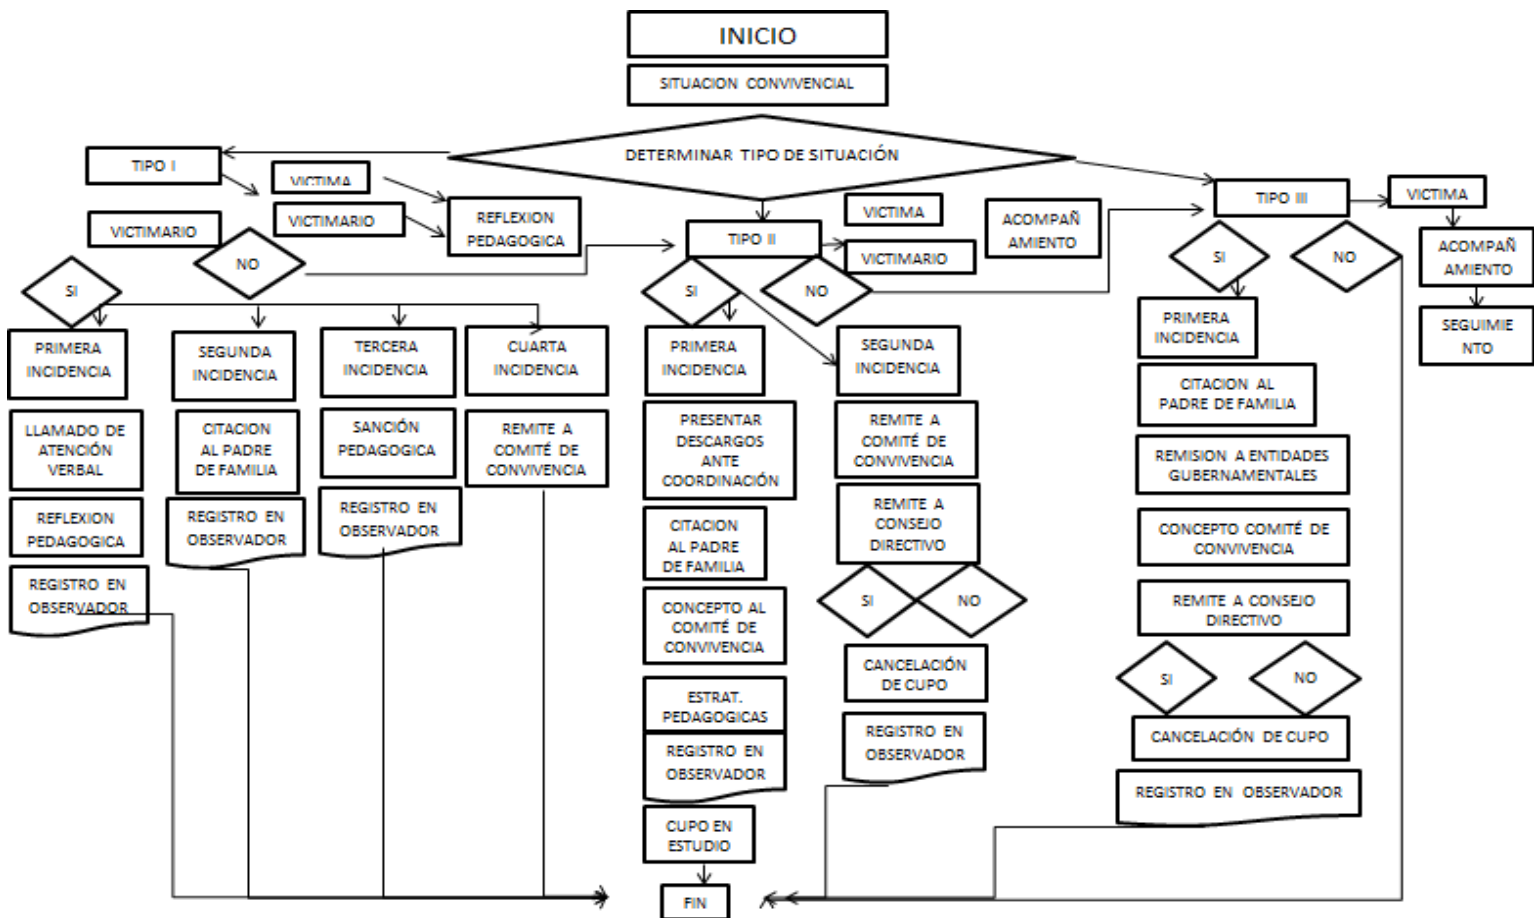 INICIO
SITUACION CONVIVENCIAL
DETERMINAR TIPO DE SITUACIÓN
TIPO I
VICTIMA
VICTIMARIO
REFLEXION
PEDAGOGICA
VICTIMARIO
NO
SI
TIPO II
VICTIMA
VICTIMARIO
ACOMPAÑ
AMIENTO
SI
NO
TIPO III
VICTIMA
ACOMPAÑ
AMIENTO
SEGUIMIE
NTO
SI
NO
PRIMERA
INCIDENCIA
LLAMADO DE
ATENCIÓN
VERBAL
REFLEXION
PEDAGOGICA
REGISTRO EN
OBSERVADOR
SEGUNDA
INCIDENCIA
CITACION
AL PADRE
DE FAMILIA
REGISTRO EN
OBSERVADOR
TERCERA
INCIDENCIA
SANCIÓN
PEDAGOGICA
REGISTRO EN
OBSERVADOR
CUARTA
INCIDENCIA
REMITE A
COMITÉ DE
CONVIVENCIA
PRIMERA
INCIDENCIA
PRESENTAR
DESCARGOS
ANTE
COORDINACIÓN
CITACION
AL PADRE
DE FAMILIA
CONCEPTO AL
COMITÉ DE
CONVIVENCIA
ESTRAT.
PEDAGOGICAS
REGISTRO EN
OBSERVADOR
CUPO EN
ESTUDIO
FIN
SEGUNDA
INCIDENCIA
REMITE A
COMITÉ DE
CONVIVENCIA
REMITE A
CONSEJO
DIRECTIVO
SI
NO
CANCELACIÓN
DE CUPO
REGISTRO EN
OBSERVADOR
PRIMERA
INCIDENCIA
CITACION AL
PADRE DE FAMILIA
REMISION A ENTIDADES
GUBERNAMENTALES
CONCEPTO COMITÉ DE
CONVIVENCIA
REMITE A CONSEJO
DIRECTIVO
SI
NO
CANCELACIÓN DE CUPO
REGISTRO EN OBSERVADOR